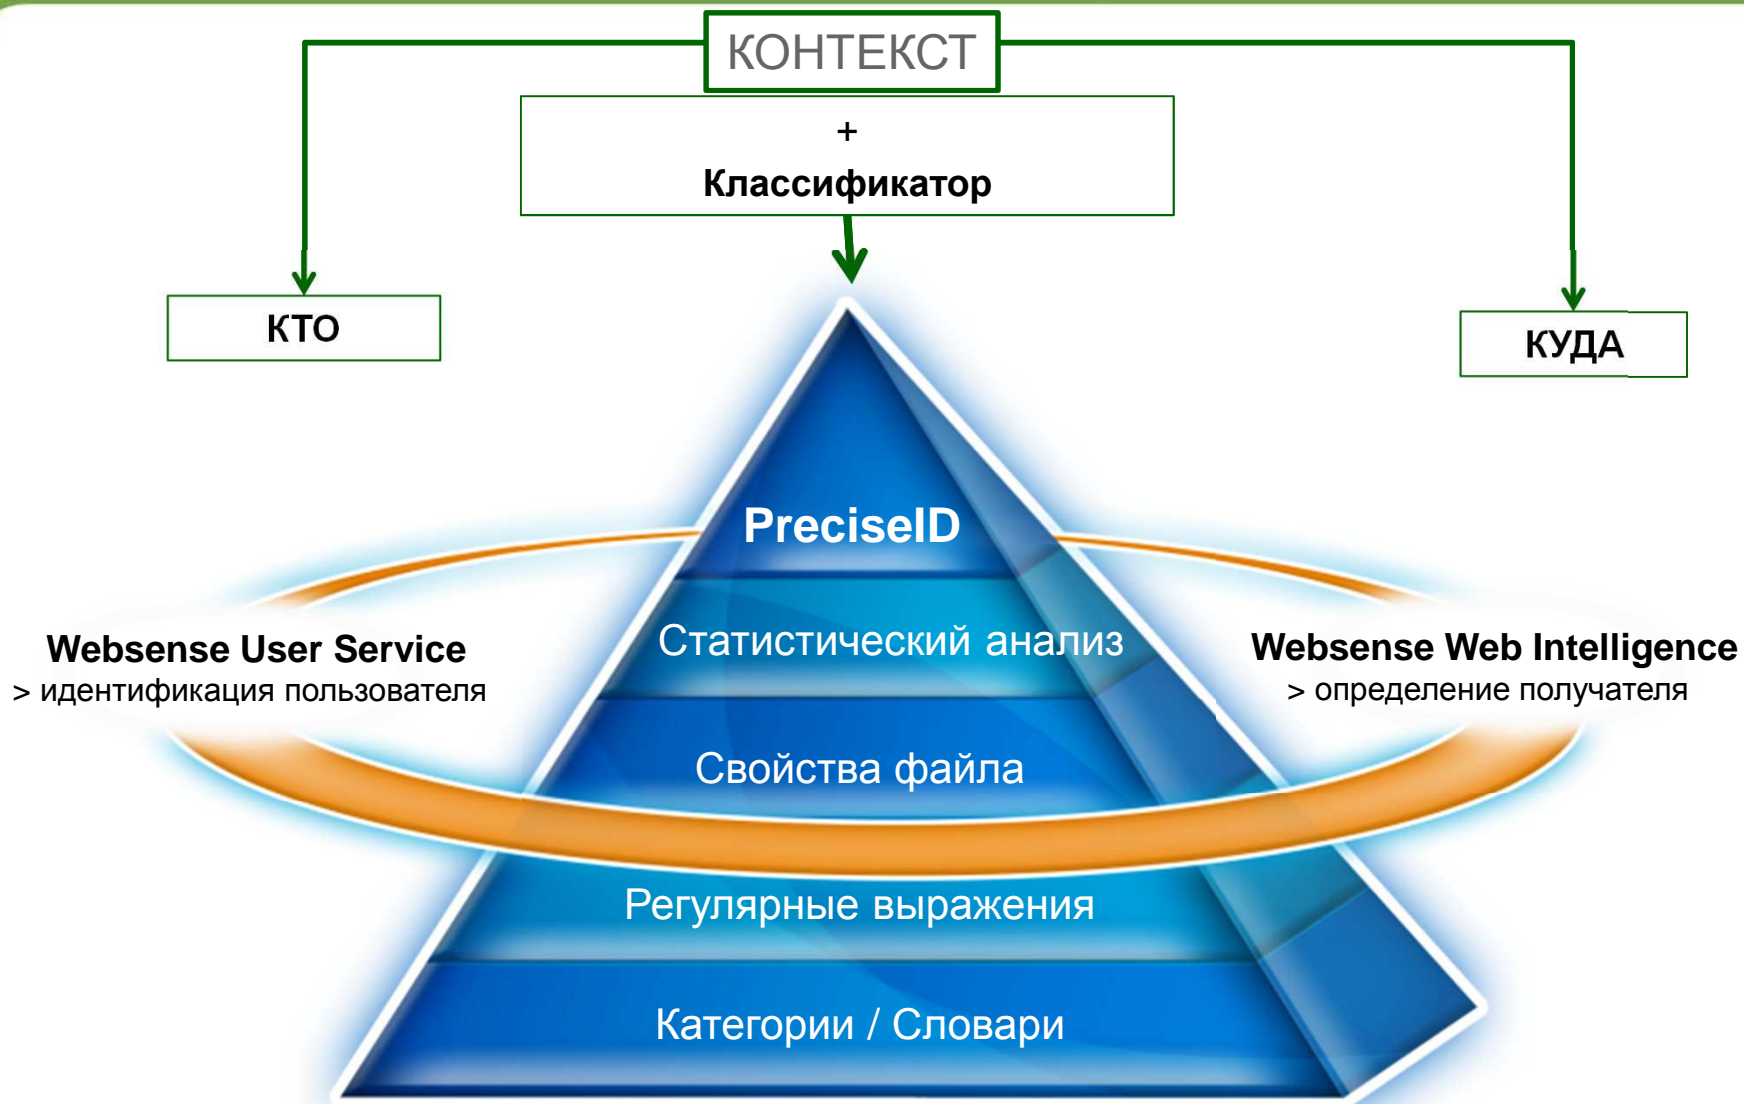 КОНТЕКСТ
+
Классификатор
КТО
КУДА
PreciseID
Статистический анализ
Websense User Service
> идентификация пользователя
Websense Web Intelligence
> определение получателя
Свойства файла
Регулярные выражения
Категории / Словари